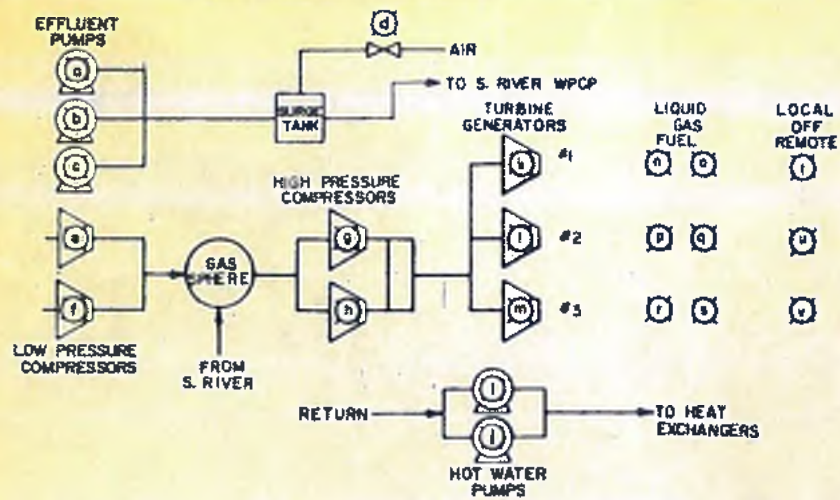 EFFLUENT
PUMPS
a
b
c
d
AIR
TO S. RIVER WPCP
SURGE
TANK
TURBINE
GENERATORS
LIQUID
GAS
FUEL
LOCAL
OFF
REMOTE
HIGH PRESSURE
COMPRESSORS
#1
n
o
e
g
l
#2
p
q
u
GAS
SPHERE
f
h
m
#3
r
s
v
LOW PRESSURE
COMPRESSORS
FROM
S. RIVER
RETURN
i
j
TO HEAT
EXCHANGERS
HOT WATER
PUMPS